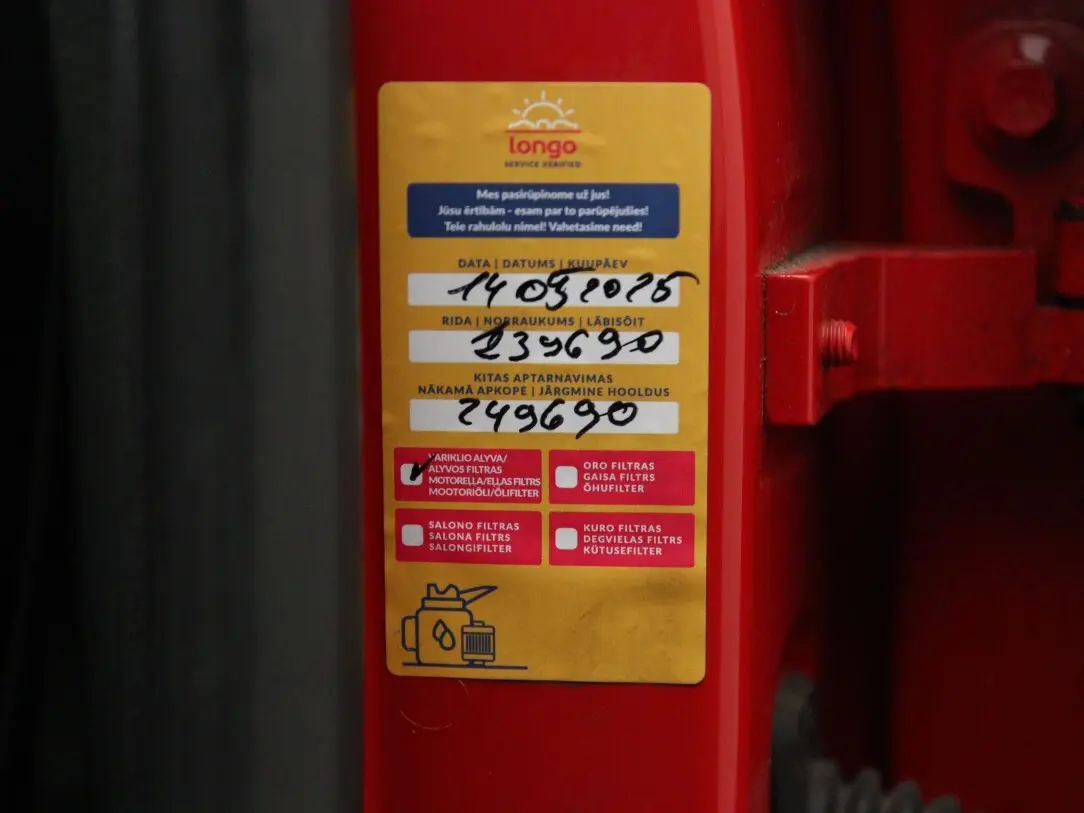 longo
SERVICE VERIFIED
Mes pasirūpinome už jus!
Jūsu ērtībām - esam par to parūpējušies!
Teie rahulolu nimel! Vahetasime need!
DATA | DATUMS | KUUPÄEV
14 05 2025
RIDA | NOBRAUKUMS | LÄBISÕIT
239690
KITAS APTARNAVIMAS
NĀKAMĀ APKOPE | JÄRGMINE HOOLDUS
249690
VARIKLIO ALYVA/
ALYVOS FILTRAS
MOTOREĻĻA/EĻĻAS FILTRS
MOOTORIÕLI/ÕLIFILTER
ORO FILTRAS
GAISA FILTRS
ÕHUFILTER
SALONO FILTRAS
SALONA FILTRS
SALONGIFILTER
KURO FILTRAS
DEGVIELAS FILTRS
KÜTUSEFILTER